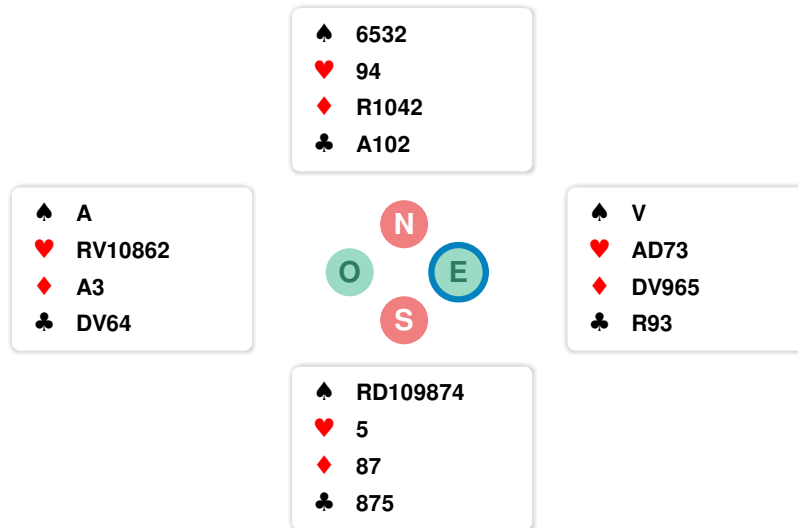 ♠ 6532
♥ 94
♦ R1042
♣ A102
♠ A
♥ RV10862
♦ A3
♣ DV64
N
O
E
S
♠ V
♥ AD73
♦ DV965
♣ R93
♠ RD109874
♥ 5
♦ 87
♣ 875